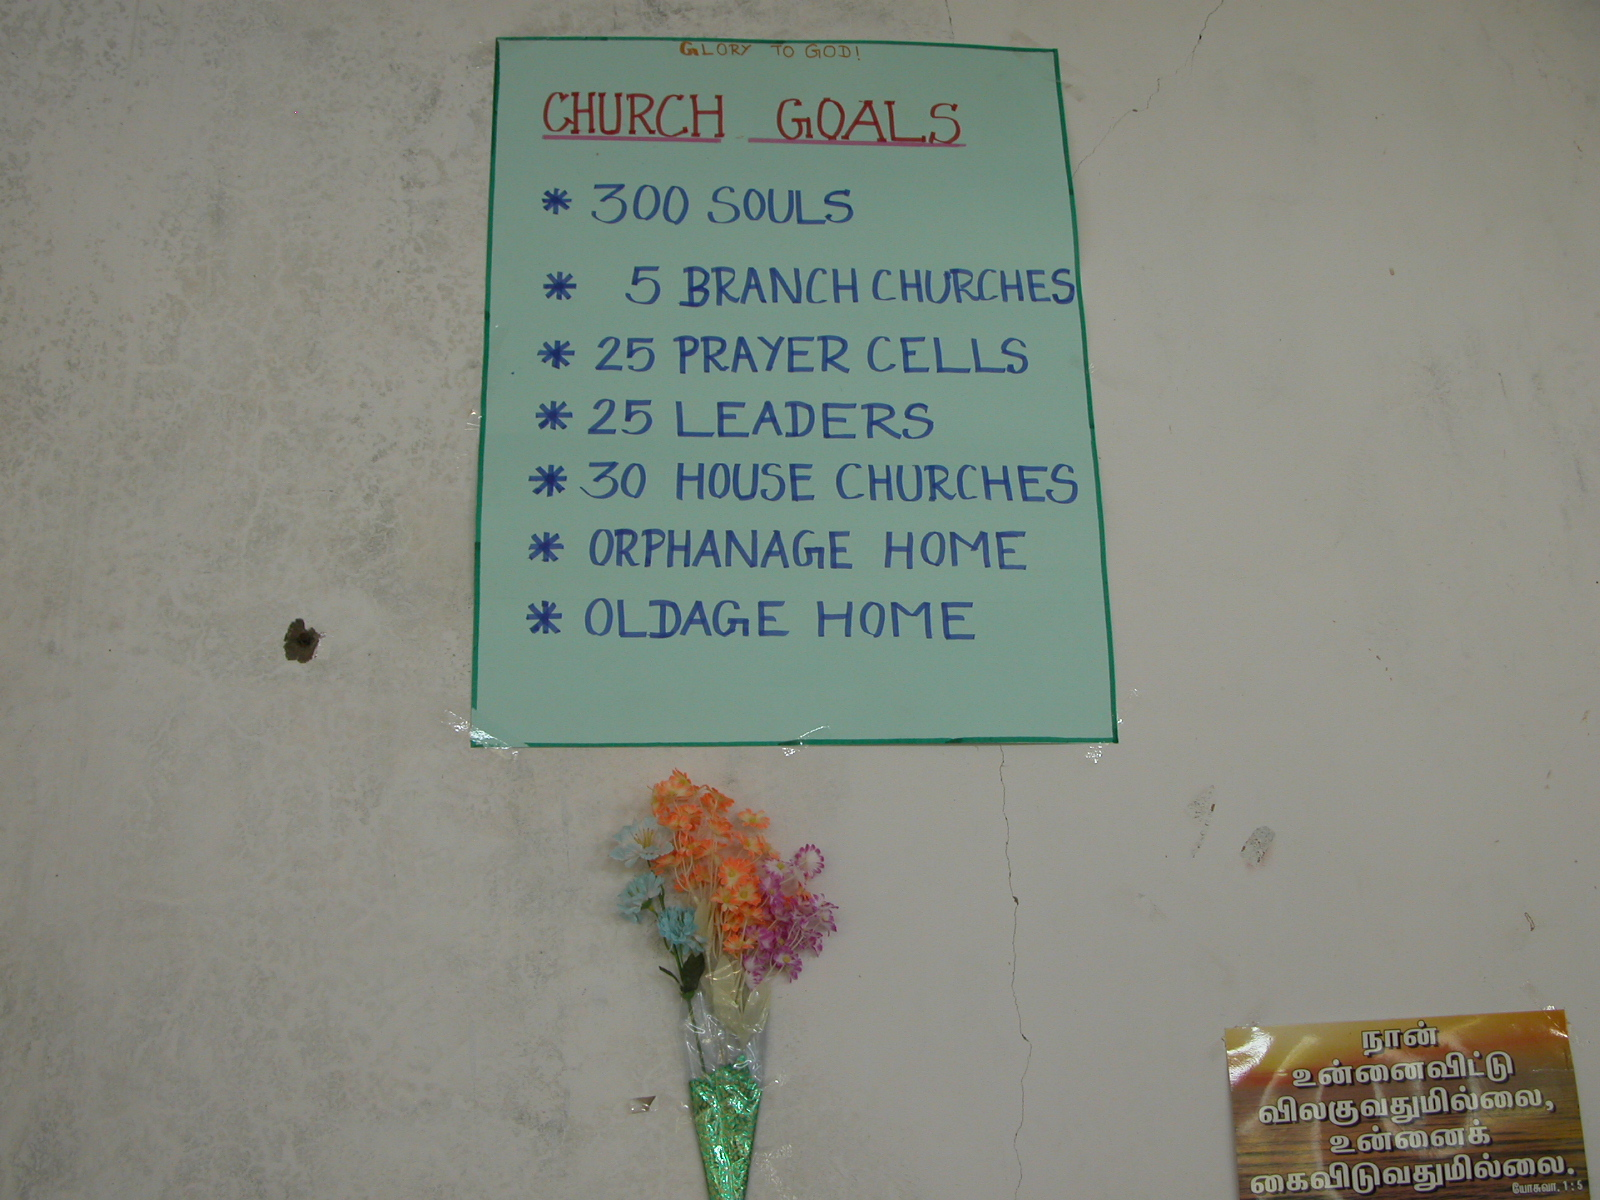 GLORY TO GOD!
CHURCH GOALS
* 300 SOULS
* 5 BRANCH CHURCHES
* 25 PRAYER CELLS
* 25 LEADERS
* 30 HOUSE CHURCHES
* ORPHANAGE HOME
* OLDAGE HOME
நான்
உன்னைவிட்டு
விலகுவதுமில்லை,
உன்னைக்
கைவிடுவதுமில்லை.
யோசுவா. 1 : 5